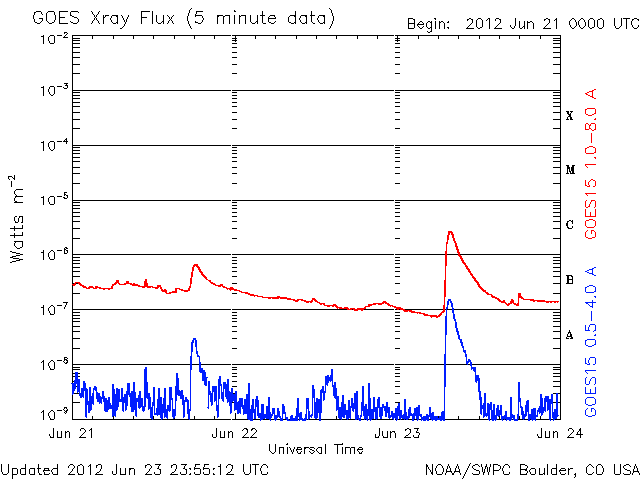 GOES Xray Flux (5 minute data)
Begin: 2012 Jun 21 0000 UTC
10⁻²
10⁻³
10⁻⁴
10⁻⁵
10⁻⁶
10⁻⁷
10⁻⁸
10⁻⁹
Watts m⁻²
X
M
C
B
A
GOES15 1.0–8.0 A
GOES15 0.5–4.0 A
Jun 21
Jun 22
Jun 23
Jun 24
Universal Time
Updated 2012 Jun 23 23:55:12 UTC
NOAA/SWPC Boulder, CO USA